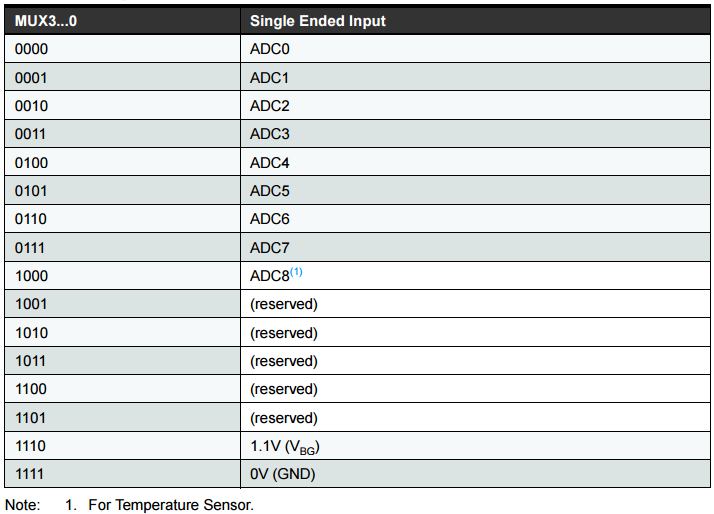 MUX3...0 Single Ended Input
0000 ADC0
0001 ADC1
0010 ADC2
0011 ADC3
0100 ADC4
0101 ADC5
0110 ADC6
0111 ADC7
1000 ADC8(1)
1001 (reserved)
1010 (reserved)
1011 (reserved)
1100 (reserved)
1101 (reserved)
1110 1.1V (VBG)
1111 0V (GND)
Note: 1. For Temperature Sensor.